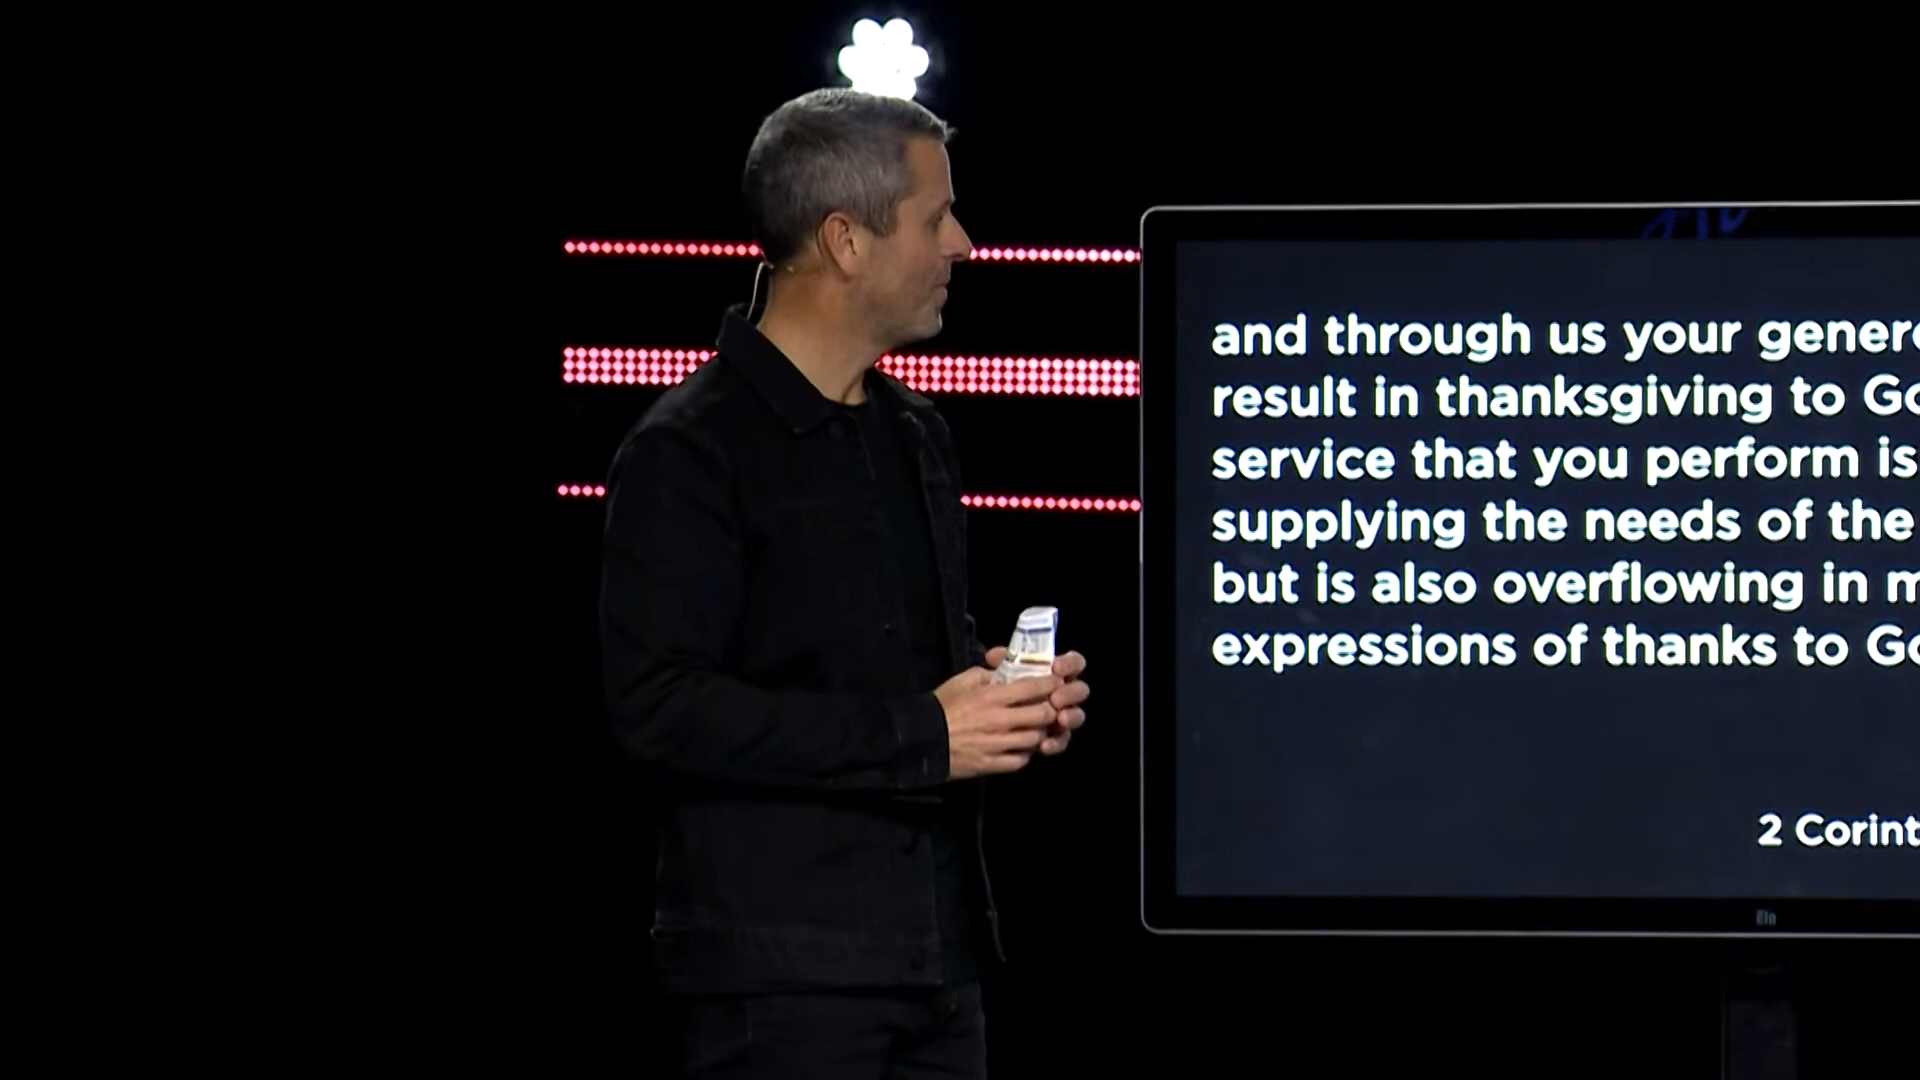 and through us your gener
result in thanksgiving to Go
service that you perform is
supplying the needs of the
but is also overflowing in m
expressions of thanks to Go
2 Corint
elo